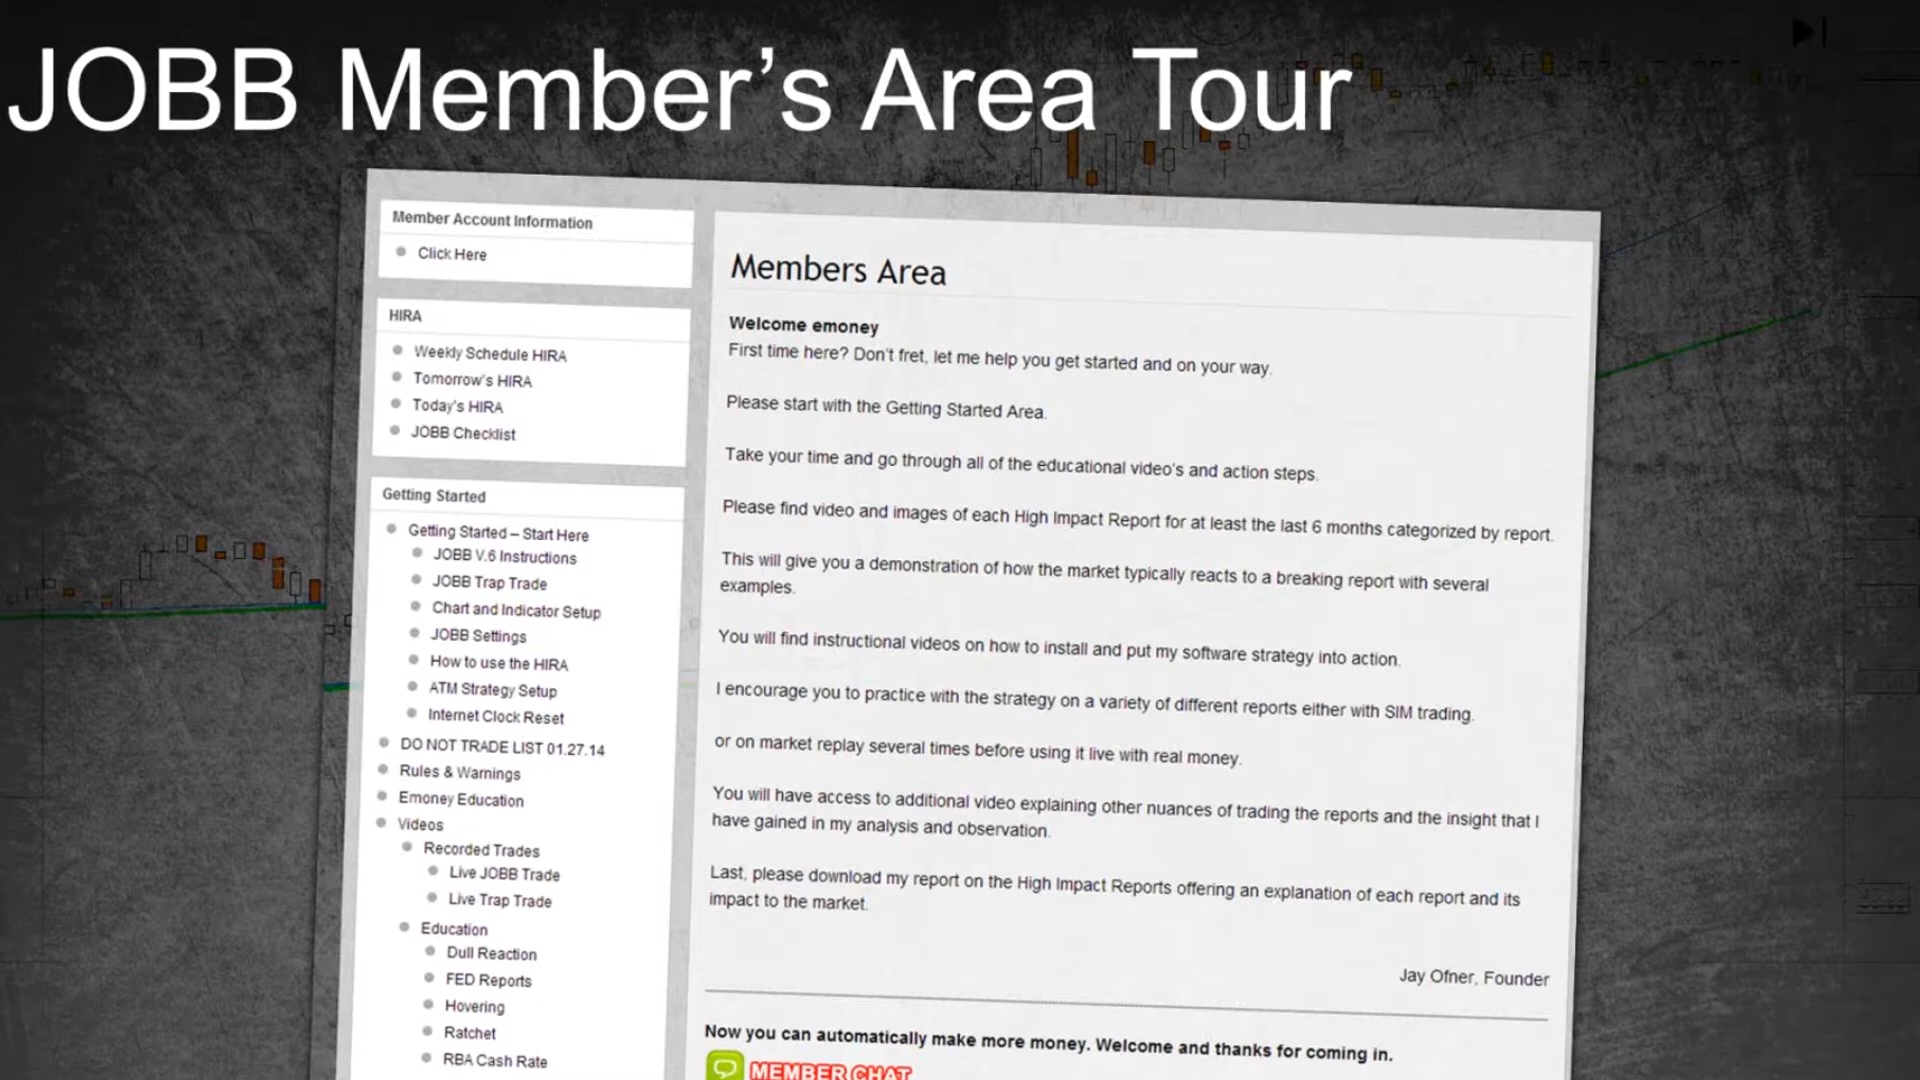 JOBB Member’s Area Tour
Member Account Information
Click Here
HIRA
Weekly Schedule HIRA
Tomorrow's HIRA
Today's HIRA
JOBB Checklist
Getting Started
Getting Started – Start Here
JOBB V.6 Instructions
JOBB Trap Trade
Chart and Indicator Setup
JOBB Settings
How to use the HIRA
ATM Strategy Setup
Internet Clock Reset
DO NOT TRADE LIST 01.27.14
Rules & Warnings
Emoney Education
Videos
Recorded Trades
Live JOBB Trade
Live Trap Trade
Education
Dull Reaction
FED Reports
Hovering
Ratchet
RBA Cash Rate
Members Area
Welcome emoney
First time here? Don't fret, let me help you get started and on your way.
Please start with the Getting Started Area.
Take your time and go through all of the educational video's and action steps.
Please find video and images of each High Impact Report for at least the last 6 months categorized by report.
This will give you a demonstration of how the market typically reacts to a breaking report with several
examples.
You will find instructional videos on how to install and put my software strategy into action.
I encourage you to practice with the strategy on a variety of different reports either with SIM trading.
or on market replay several times before using it live with real money.
You will have access to additional video explaining other nuances of trading the reports and the insight that I
have gained in my analysis and observation.
Last, please download my report on the High Impact Reports offering an explanation of each report and its
impact to the market.
Jay Ofner, Founder
Now you can automatically make more money. Welcome and thanks for coming in.
MEMBER CHAT